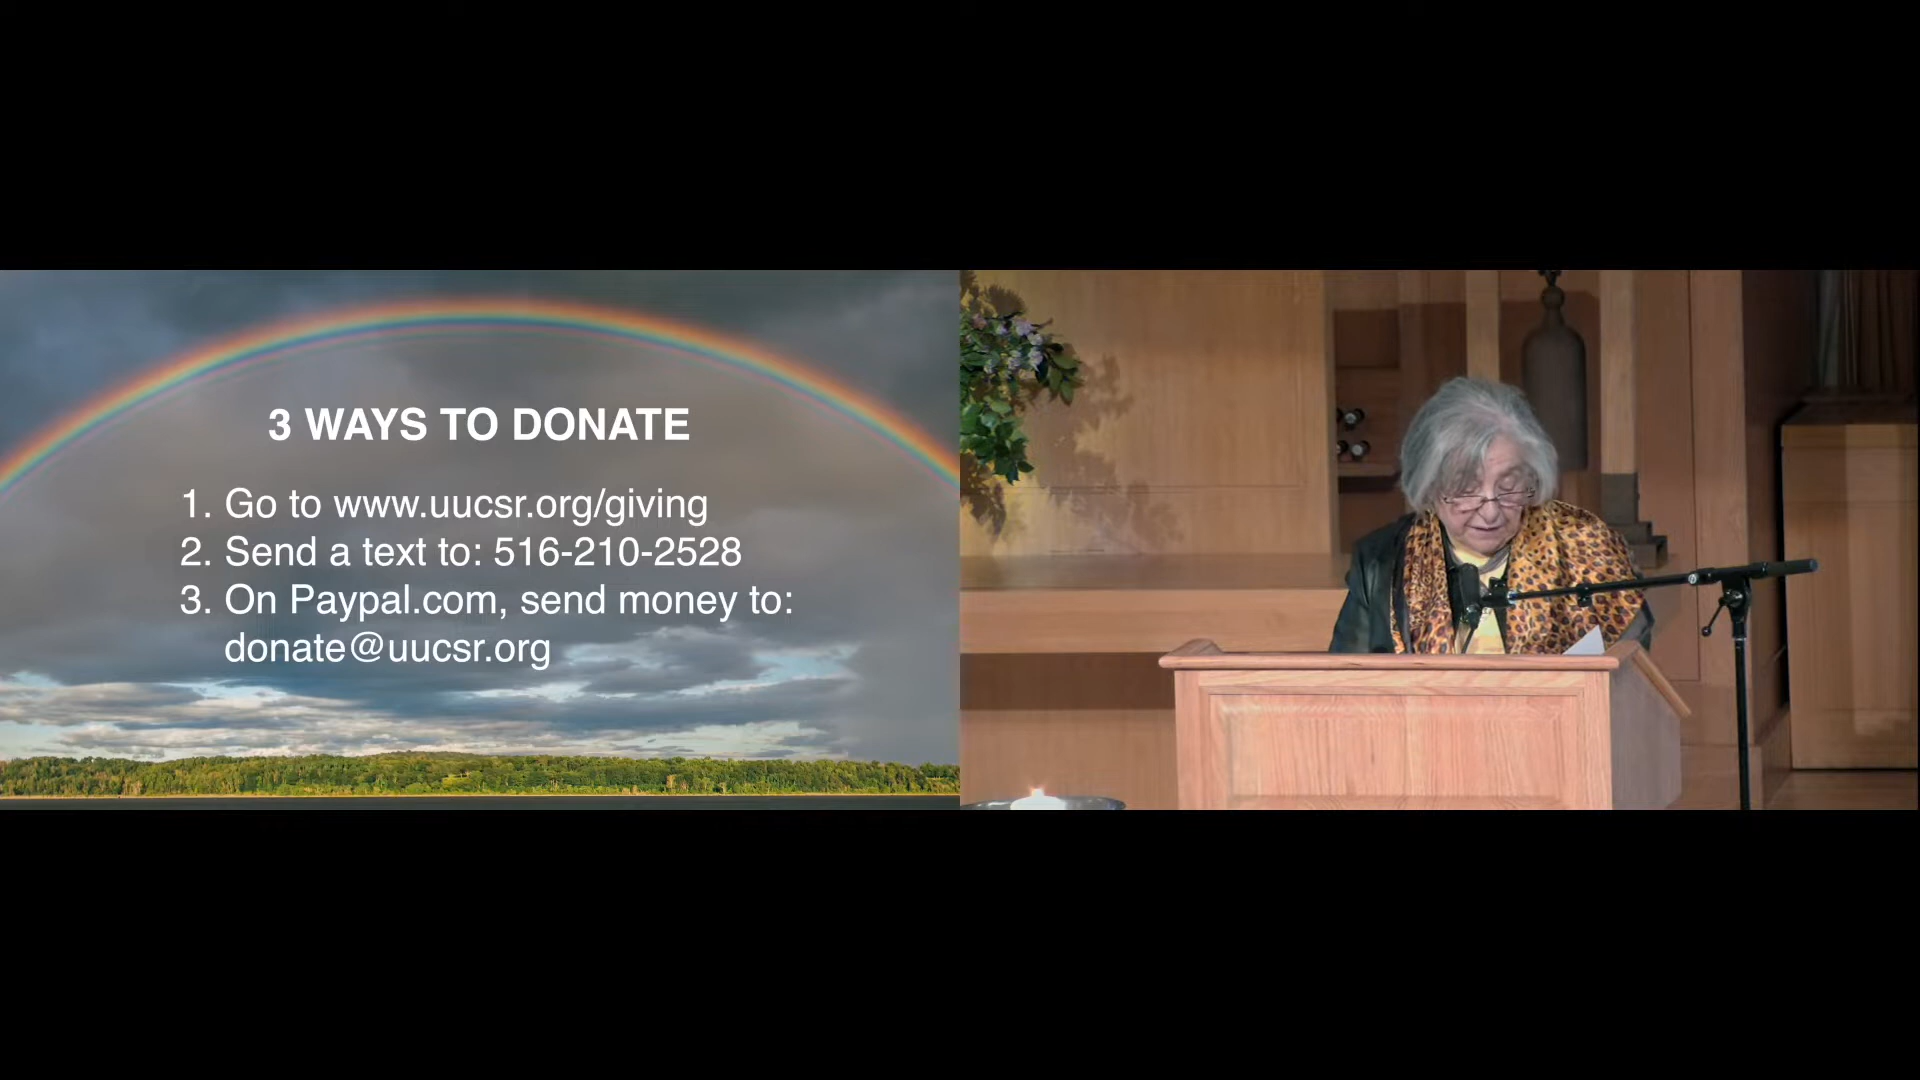 3 WAYS TO DONATE
1. Go to www.uucsr.org/giving
2. Send a text to: 516-210-2528
3. On Paypal.com, send money to:
donate@uucsr.org